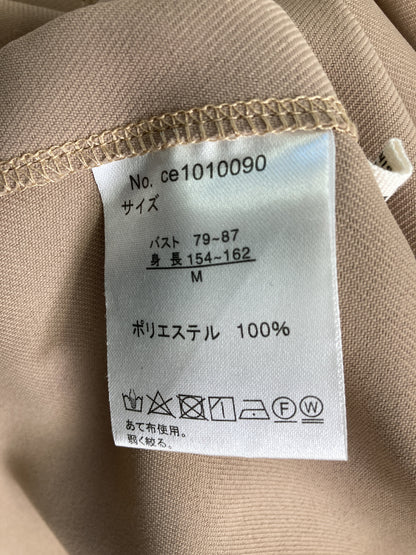 No. ce1010090
サイズ
バスト 79~87
身長 154~162
M
ポリエステル 100%
F W
あて布使用。
弱く絞る。